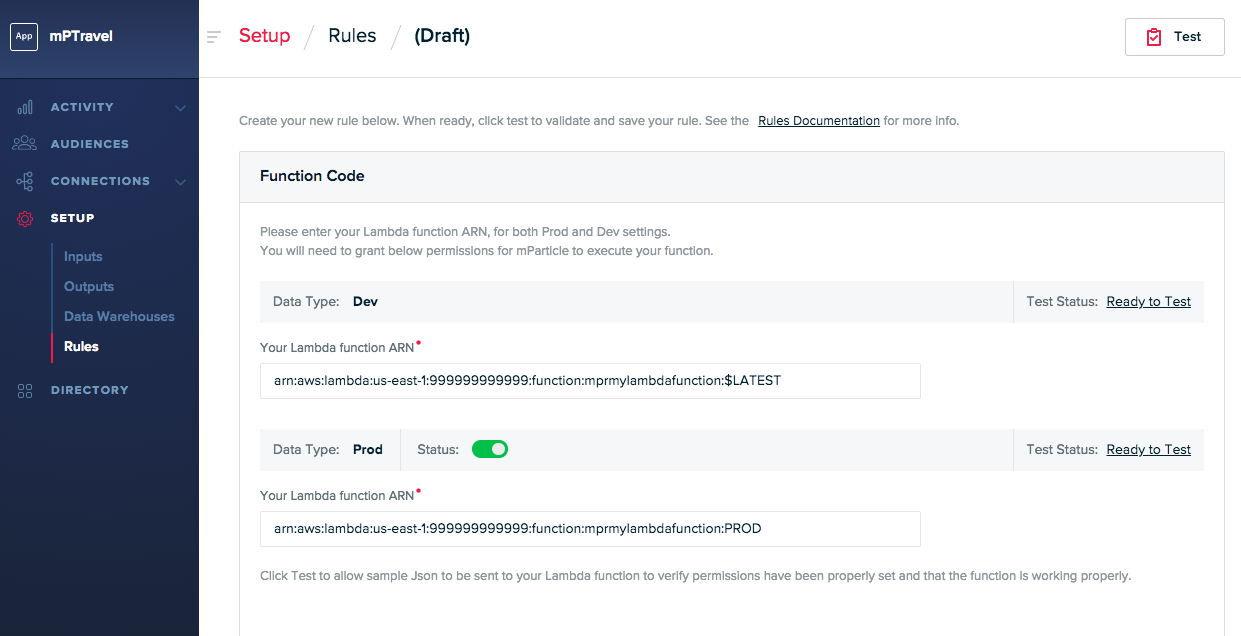 App mPTravel
ACTIVITY
AUDIENCES
CONNECTIONS
SETUP
Inputs
Outputs
Data Warehouses
Rules
DIRECTORY
Setup / Rules / (Draft)
Test
Create your new rule below. When ready, click test to validate and save your rule. See the Rules Documentation for more info.
Function Code
Please enter your Lambda function ARN, for both Prod and Dev settings.
You will need to grant below permissions for mParticle to execute your function.
Data Type: Dev Test Status: Ready to Test
Your Lambda function ARN
arn:aws:lambda:us-east-1:999999999999:function:mprmylambdafunction:$LATEST
Data Type: Prod Status: Test Status: Ready to Test
Your Lambda function ARN
arn:aws:lambda:us-east-1:999999999999:function:mprmylambdafunction:PROD
Click Test to allow sample Json to be sent to your Lambda function to verify permissions have been properly set and that the function is working properly.